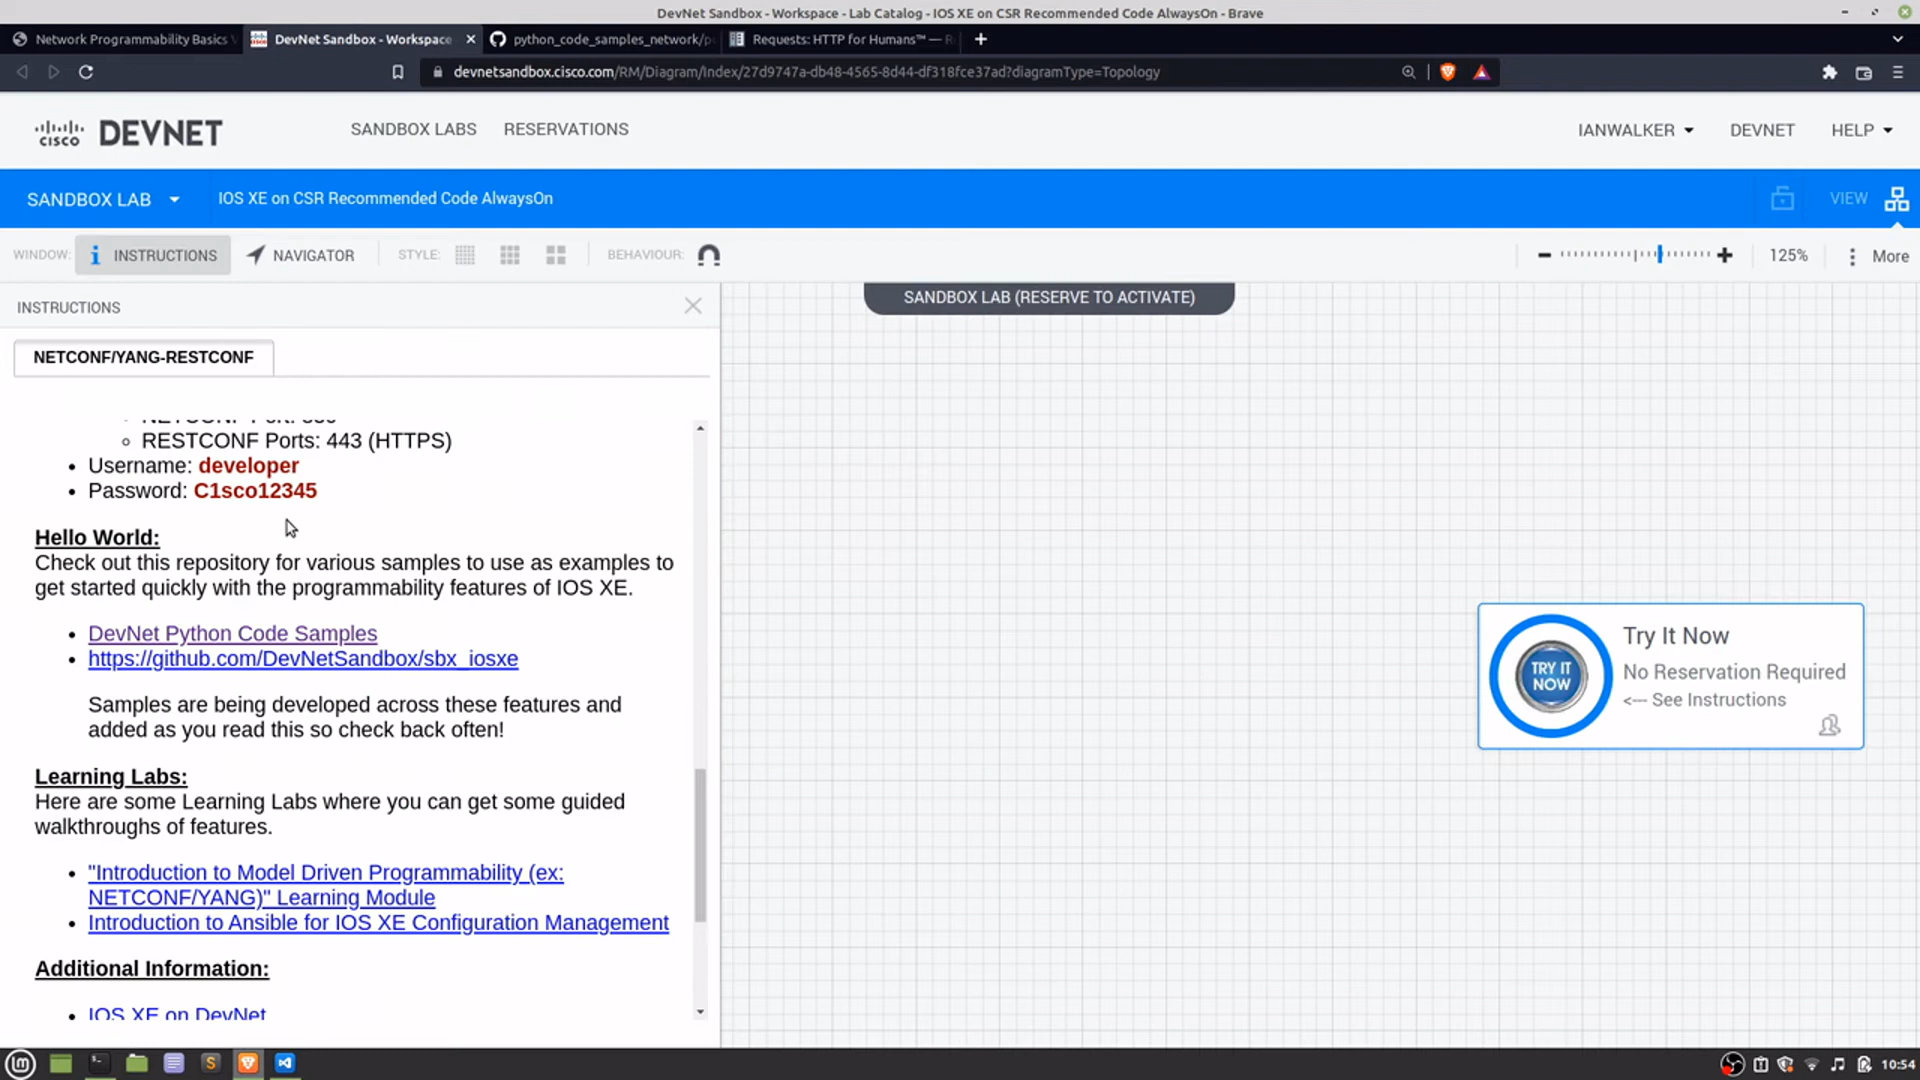 DevNet Sandbox - Workspace - Lab Catalog - IOS XE on CSR Recommended Code AlwaysOn - Brave
Network Programmability Basics
DevNet Sandbox - Workspace
python_code_samples_network/
Requests: HTTP for Humans™ —
devnetsandbox.cisco.com/RM/Diagram/Index/27d9747a-db48-4565-8d44-df318fce37ad?diagramType=Topology
CISCO DEVNET
SANDBOX LABS
RESERVATIONS
IANWALKER
DEVNET
HELP
SANDBOX LAB
IOS XE on CSR Recommended Code AlwaysOn
VIEW
WINDOW:
INSTRUCTIONS
NAVIGATOR
STYLE:
BEHAVIOUR:
125%
More
INSTRUCTIONS
SANDBOX LAB (RESERVE TO ACTIVATE)
NETCONF/YANG-RESTCONF
RESTCONF Ports: 443 (HTTPS)
Username: developer
Password: C1sco12345
Hello World:
Check out this repository for various samples to use as examples to
get started quickly with the programmability features of IOS XE.
DevNet Python Code Samples
https://github.com/DevNetSandbox/sbx_iosxe
Samples are being developed across these features and
added as you read this so check back often!
Learning Labs:
Here are some Learning Labs where you can get some guided
walkthroughs of features.
"Introduction to Model Driven Programmability (ex:
NETCONF/YANG)" Learning Module
Introduction to Ansible for IOS XE Configuration Management
Additional Information:
IOS XE on DevNet
TRY IT
NOW
Try It Now
No Reservation Required
<--- See Instructions
10:54